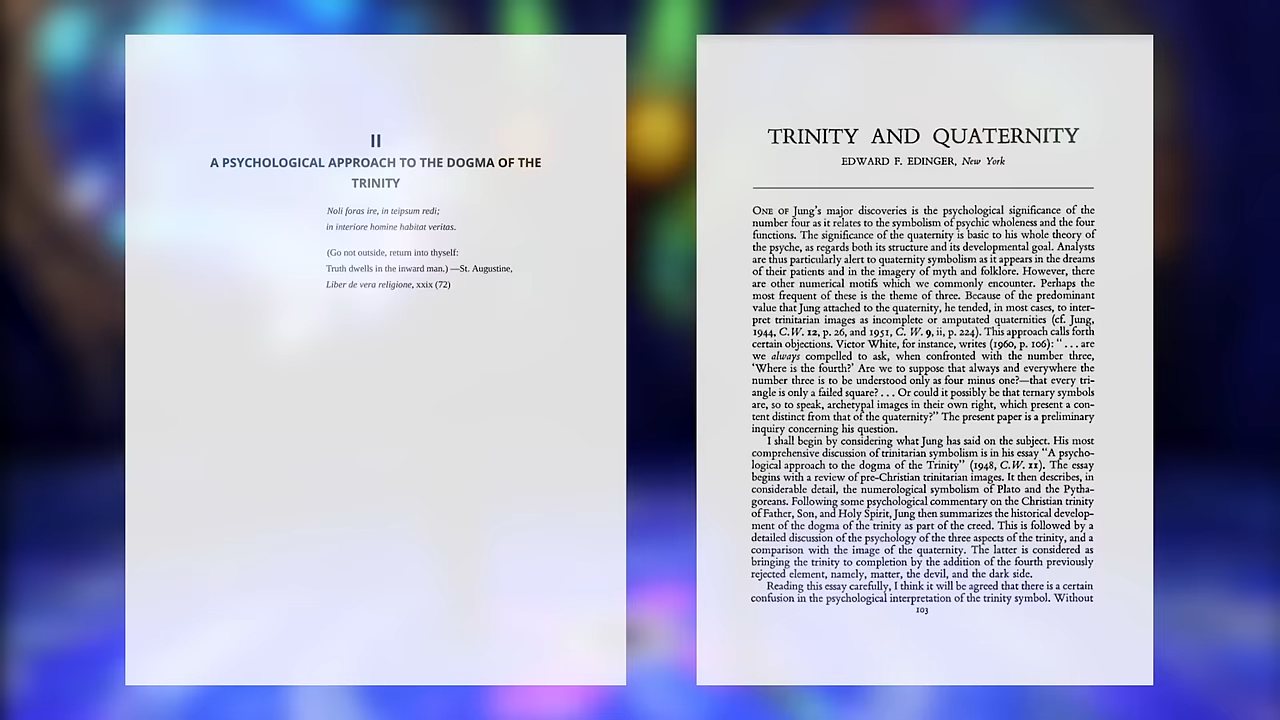 II
A PSYCHOLOGICAL APPROACH TO THE DOGMA OF THE
TRINITY
Noli foras ire, in teipsum redi;
in interiore homine habitat veritas.
(Go not outside, return into thyself:
Truth dwells in the inward man.) —St. Augustine,
Liber de vera religione, xxix (72)
TRINITY AND QUATERNITY
EDWARD F. EDINGER, New York
ONE OF Jung's major discoveries is the psychological significance of the
number four as it relates to the symbol of psychic wholeness and the four
functions. The significance of the quaternity is basic to his whole theory of
the psyche, as regards both its structure and its developmental goal. Analysts
are thus particularly alert to quaternity symbolism as it appears in the dreams
of their patients and in the imagery of myth and folklore. However, there
are other numerical motifs which we commonly encounter. Perhaps the
most frequent of these is the theme of three. Because of the predominant
value that Jung attached to the quaternity, he tended, in most cases, to inter-
pret trinitarian images as incomplete or amputated quaternities (cf. Jung,
1944, C.W. 12, p. 26, and 1951, C. W. 9, ii, p. 224). This approach calls forth
certain objections. Victor White, for instance, writes (1960, p. 106): " . . . are
we always compelled to ask, when confronted with the number three,
'Where is the fourth?' Are we to suppose that always and everywhere the
number three is to be understood only as four minus one?—that every tri-
angle is only a failed square? . . . Or could it possibly be that ternary symbols
are, so to speak, archetypal images in their own right, which present a con-
tent distinct from that of the quaternity?" The present paper is a preliminary
inquiry concerning his question.
I shall begin by considering what Jung has said on the subject. His most
comprehensive discussion of trinitarian symbolism is in his essay "A psycho-
logical approach to the dogma of the Trinity" (1948, C.W. 11). The essay
begins with a review of pre-Christian trinitarian images. It then describes, in
considerable detail, the numerological symbolism of Plato and the Pytha-
goreans. Following some psychological commentary on the Christian trinity
of Father, Son, and Holy Spirit, Jung then summarizes the historical develop-
ment of the dogma of the trinity as part of the creed. This is followed by a
detailed discussion of the psychology of the three aspects of the trinity, and a
comparison with the image of the quaternity. The latter is considered as
bringing the trinity to completion by the addition of the fourth previously
rejected element, namely, matter, the devil, and the dark side.
Reading this essay carefully, I think it will be agreed that there is a certain
confusion in the psychological interpretation of the trinity symbol. Without
103